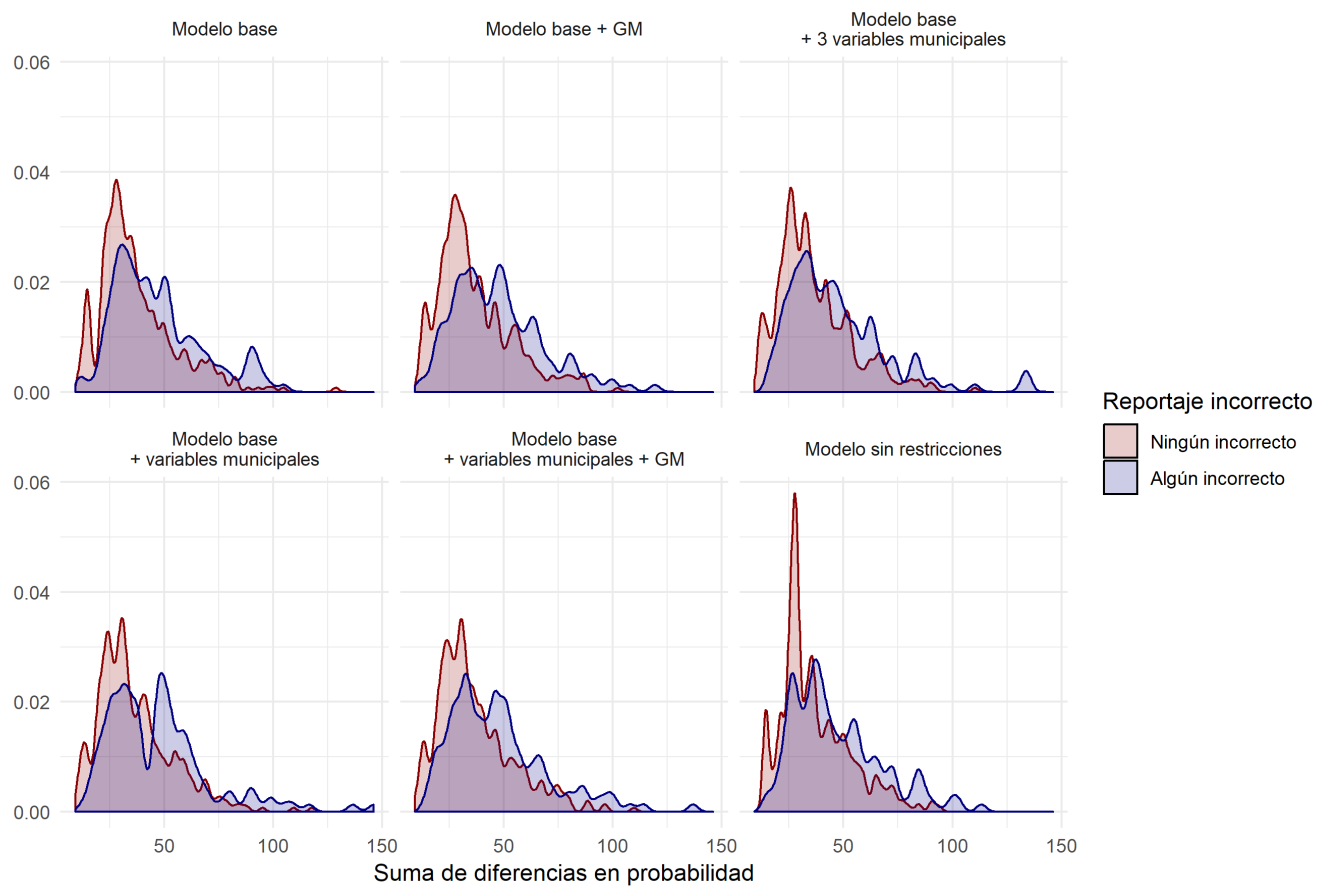 Modelo base
Modelo base + GM
Modelo base
+ 3 variables municipales
0.06
0.04
0.02
0.00
Modelo base
+ variables municipales
Modelo base
+ variables municipales + GM
Modelo sin restricciones
0.06
0.04
0.02
0.00
50
100
150
50
100
150
50
100
150
Suma de diferencias en probabilidad
Reportaje incorrecto
Ningún incorrecto
Algún incorrecto